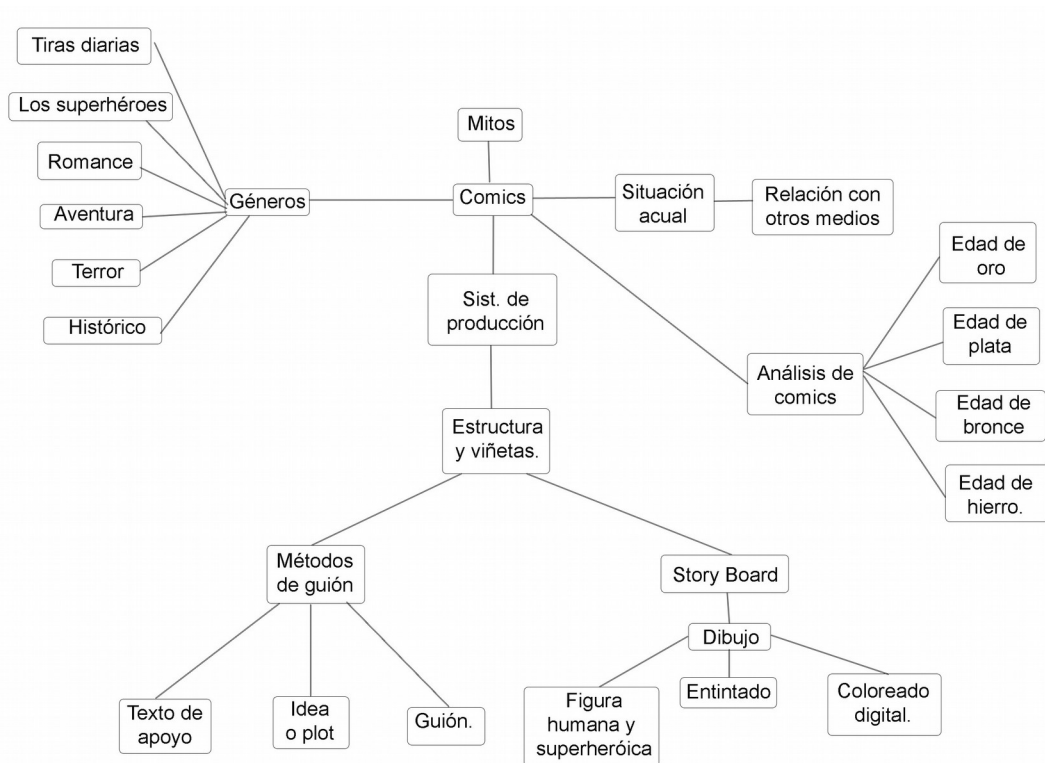 Tiras diarias
Los superhéroes
Romance
Aventura
Terror
Histórico
Géneros
Mitos
Comics
Situación
acual
Relación con
otros medios
Sist. de
producción
Análisis de
comics
Edad de
oro
Edad de
plata
Edad de
bronce
Edad de
hierro.
Estructura
y viñetas.
Métodos
de guión
Texto de
apoyo
Idea
o plot
Guión.
Story Board
Dibujo
Figura
humana y
superheróica
Entintado
Coloreado
digital.